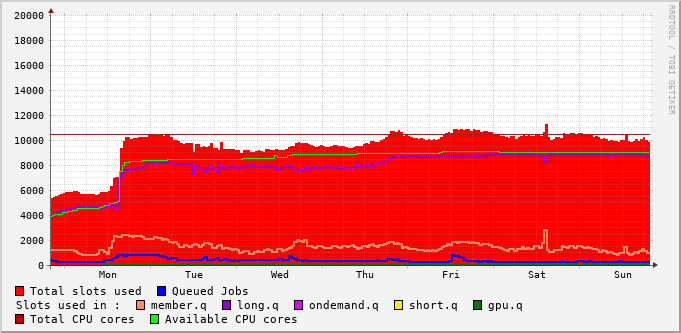 20000
18000
16000
14000
12000
10000
8000
6000
4000
2000
0
Mon Tue Wed Thu Fri Sat Sun
RRDTOOL / TOBI OETIKER
Total slots used Queued Jobs
Slots used in : member.q long.q ondemand.q short.q gpu.q
Total CPU cores Available CPU cores